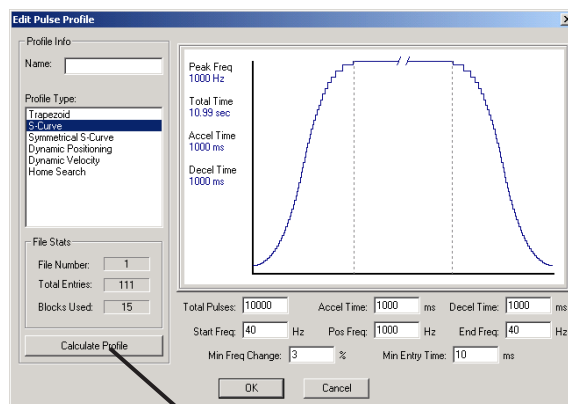 Edit Pulse Profile
Profile Info
Name:
Profile Type:
Trapezoid
S-Curve
Symmetrical S-Curve
Dynamic Positioning
Dynamic Velocity
Home Search
File Stats
File Number: 1
Total Entries: 111
Blocks Used: 15
Calculate Profile
Peak Freq
1000 Hz
Total Time
10.99 sec
Accel Time
1000 ms
Decel Time
1000 ms
Total Pulses: 10000 Accel Time: 1000 ms Decel Time: 1000 ms
Start Freq: 40 Hz Pos Freq: 1000 Hz End Freq: 40 Hz
Min Freq Change: 3 % Min Entry Time: 10 ms
OK Cancel